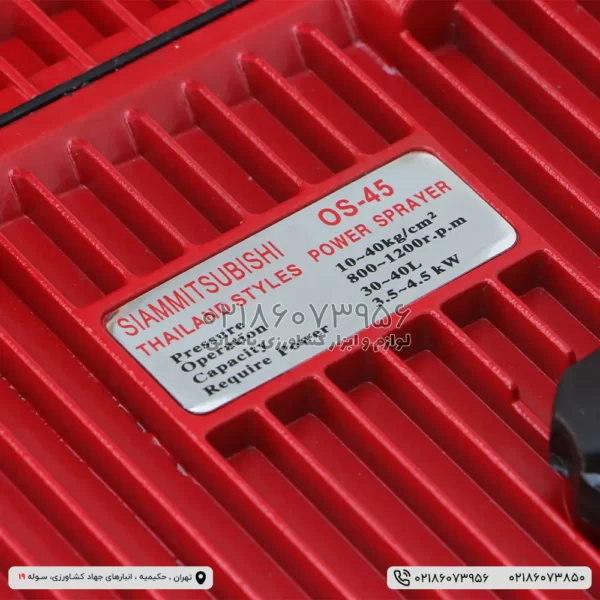 SIAMMITSUBISHI OS-45
THAILAND STYLES POWER SPRAYER
Pressure 10~40kg/cm²
Operation 800~1200r.p.m
Capacity 30~40L
Require Power 3.5~4.5 kW
۰۲۱۸۶۰۷۳۹۵۶
لوازم و ابزار کشاورزی باغبانی
تهران ، حکیمیه ، انبارهای جهاد کشاورزی، سوله ۱۹
۰۲۱۸۶۰۷۳۹۵۶
۰۲۱۸۶۰۷۳۸۵۰